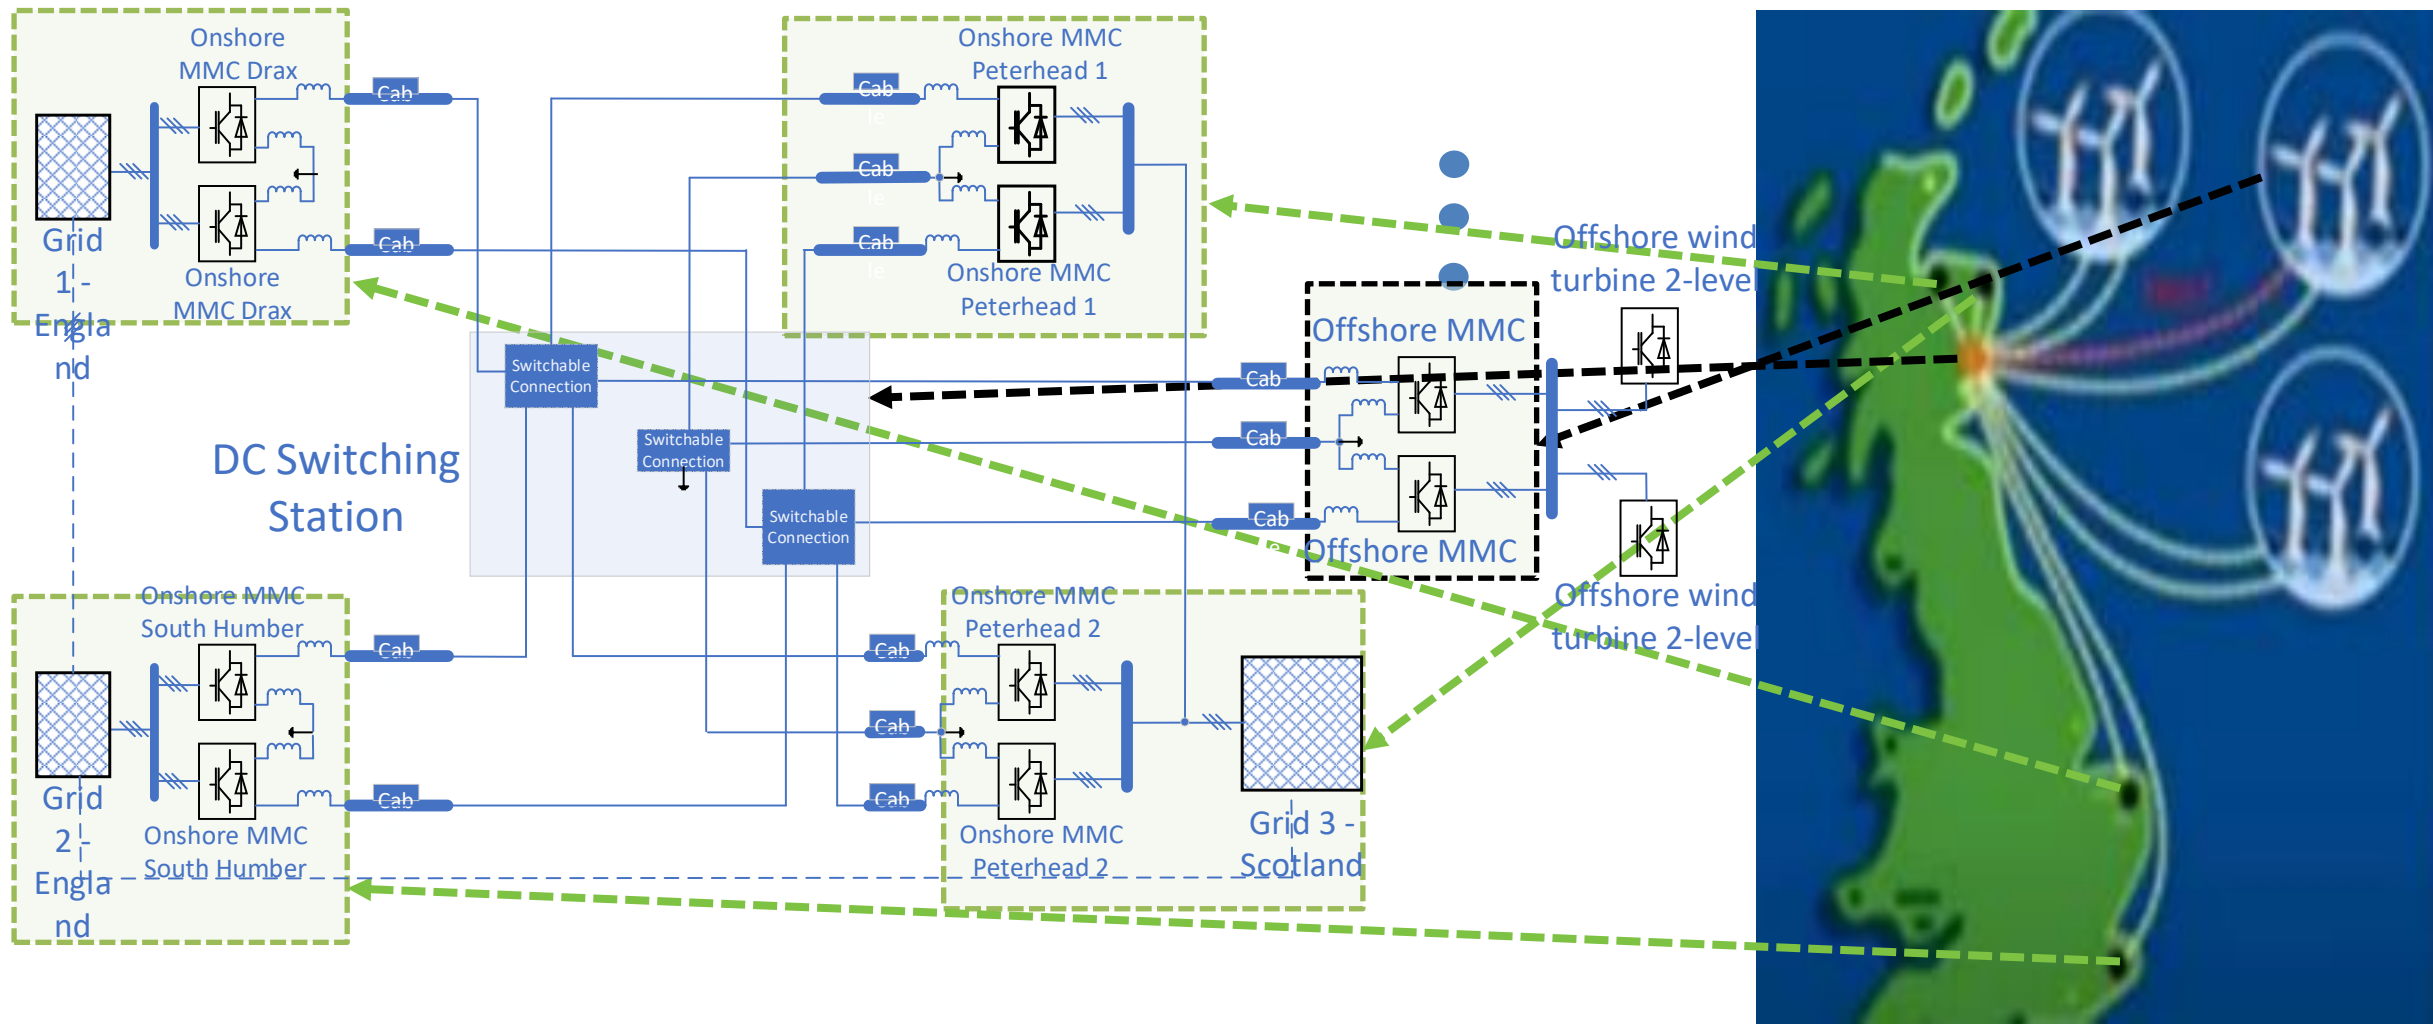 Onshore
MMC Drax
Cab
Grid
1 -
Engla
nd
Onshore
MMC Drax
Cab
Onshore MMC
Peterhead 1
Cab
le
Cab
le
Cab
le
Onshore MMC
Peterhead 1
Offshore wind
turbine 2-level
Offshore MMC
Cab
Cab
Cab
e
Offshore MMC
Offshore wind
turbine 2-level
Switchable
Connection
Switchable
Connection
Switchable
Connection
DC Switching
Station
Onshore MMC
South Humber
Cab
Grid
2 -
Engla
nd
Onshore MMC
South Humber
Cab
Onshore MMC
Peterhead 2
Cab
Cab
Cab
Onshore MMC
Peterhead 2
Grid 3 -
Scotland